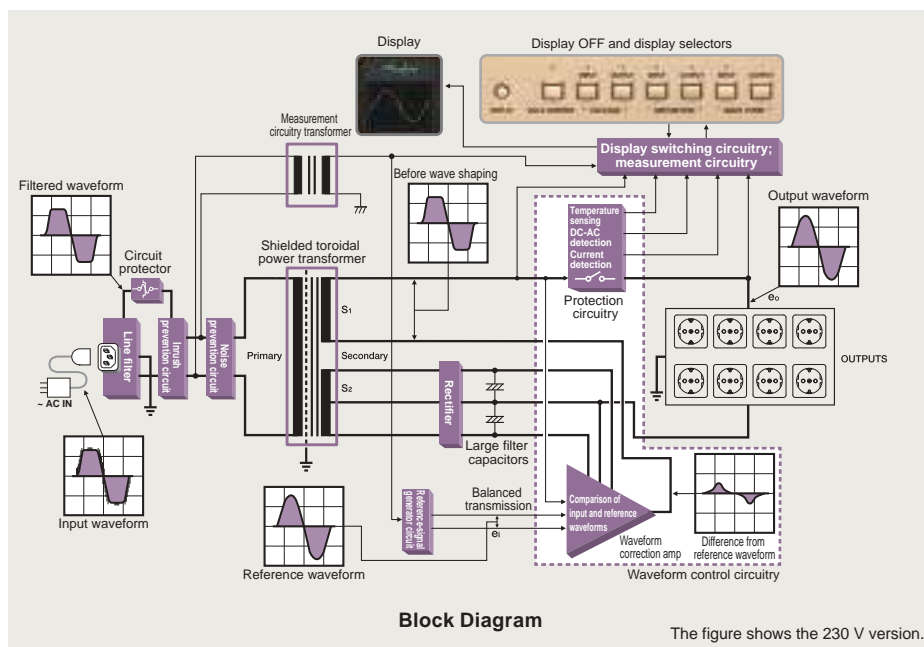 Display
Display OFF and display selectors
Measurement
circuitry transformer
Display switching circuitry;
measurement circuitry
Filtered waveform
Before wave shaping
Output waveform
Temperature
sensing
DC-AC
detection
Current
detection
Circuit
protector
Shielded toroidal
power transformer
Protection
circuitry
eo
S1
Line filter
Inrush
prevention circuit
Noise
prevention circuit
Primary
Secondary
OUTPUTS
S2
Rectifier
~ AC IN
Large filter
capacitors
Input waveform
Reference-signal
generator circuit
Balanced
transmission
ei
Comparison of
input and reference
waveforms
Waveform
correction amp
Difference from
reference waveform
Reference waveform
Waveform control circuitry
Block Diagram
The figure shows the 230 V version.